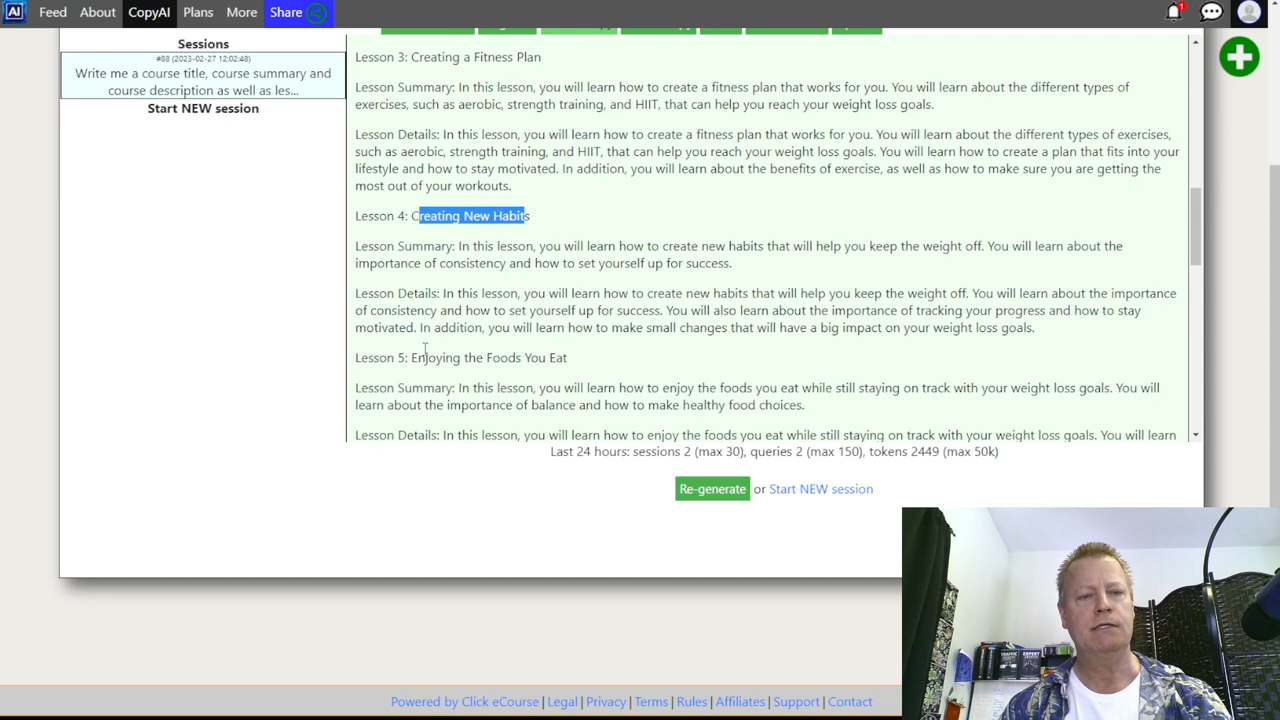 AI Feed About CopyAI Plans More Share 1
Sessions
#88 (2023-02-27 12:02:48)
Write me a course title, course summary and
course description as well as les...
Start NEW session
Lesson 3: Creating a Fitness Plan
Lesson Summary: In this lesson, you will learn how to create a fitness plan that works for you. You will learn about the different types of
exercises, such as aerobic, strength training, and HIIT, that can help you reach your weight loss goals.
Lesson Details: In this lesson, you will learn how to create a fitness plan that works for you. You will learn about the different types of exercises,
such as aerobic, strength training, and HIIT, that can help you reach your weight loss goals. You will learn how to create a plan that fits into your
lifestyle and how to stay motivated. In addition, you will learn about the benefits of exercise, as well as how to make sure you are getting the
most out of your workouts.
Lesson 4: Creating New Habits
Lesson Summary: In this lesson, you will learn how to create new habits that will help you keep the weight off. You will learn about the
importance of consistency and how to set yourself up for success.
Lesson Details: In this lesson, you will learn how to create new habits that will help you keep the weight off. You will learn about the importance
of consistency and how to set yourself up for success. You will also learn about the importance of tracking your progress and how to stay
motivated. In addition, you will learn how to make small changes that will have a big impact on your weight loss goals.
Lesson 5: Enjoying the Foods You Eat
Lesson Summary: In this lesson, you will learn how to enjoy the foods you eat while still staying on track with your weight loss goals. You will
learn about the importance of balance and how to make healthy food choices.
Lesson Details: In this lesson, you will learn how to enjoy the foods you eat while still staying on track with your weight loss goals. You will learn
Last 24 hours: sessions 2 (max 30), queries 2 (max 150), tokens 2449 (max 50k)
Re-generate or Start NEW session
TRAFFIC
EXPERT
Powered by Click eCourse | Legal | Privacy | Terms | Rules | Affiliates | Support | Contact